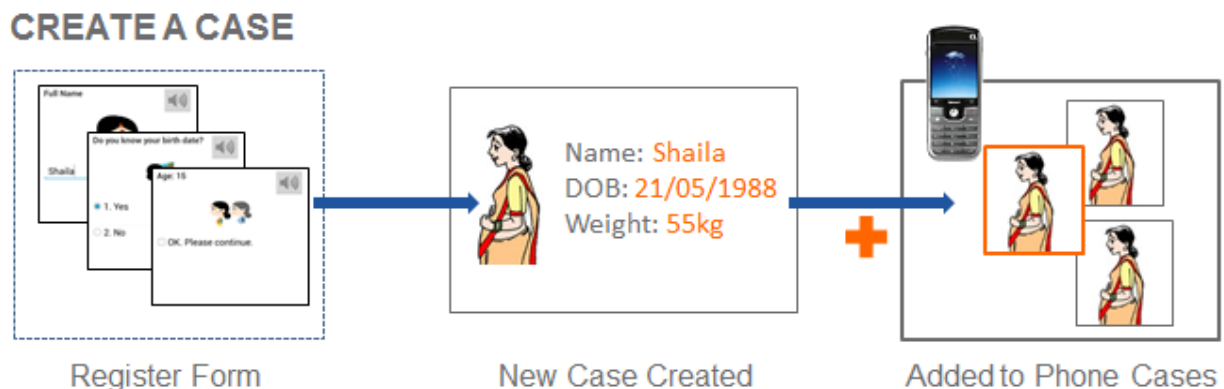 CREATE A CASE
Full Name
Shaila
Do you know your birth date?
1. Yes
2. No
Age: 15
OK. Please continue.
Name: Shaila
DOB: 21/05/1988
Weight: 55kg
Register Form
New Case Created
Added to Phone Cases